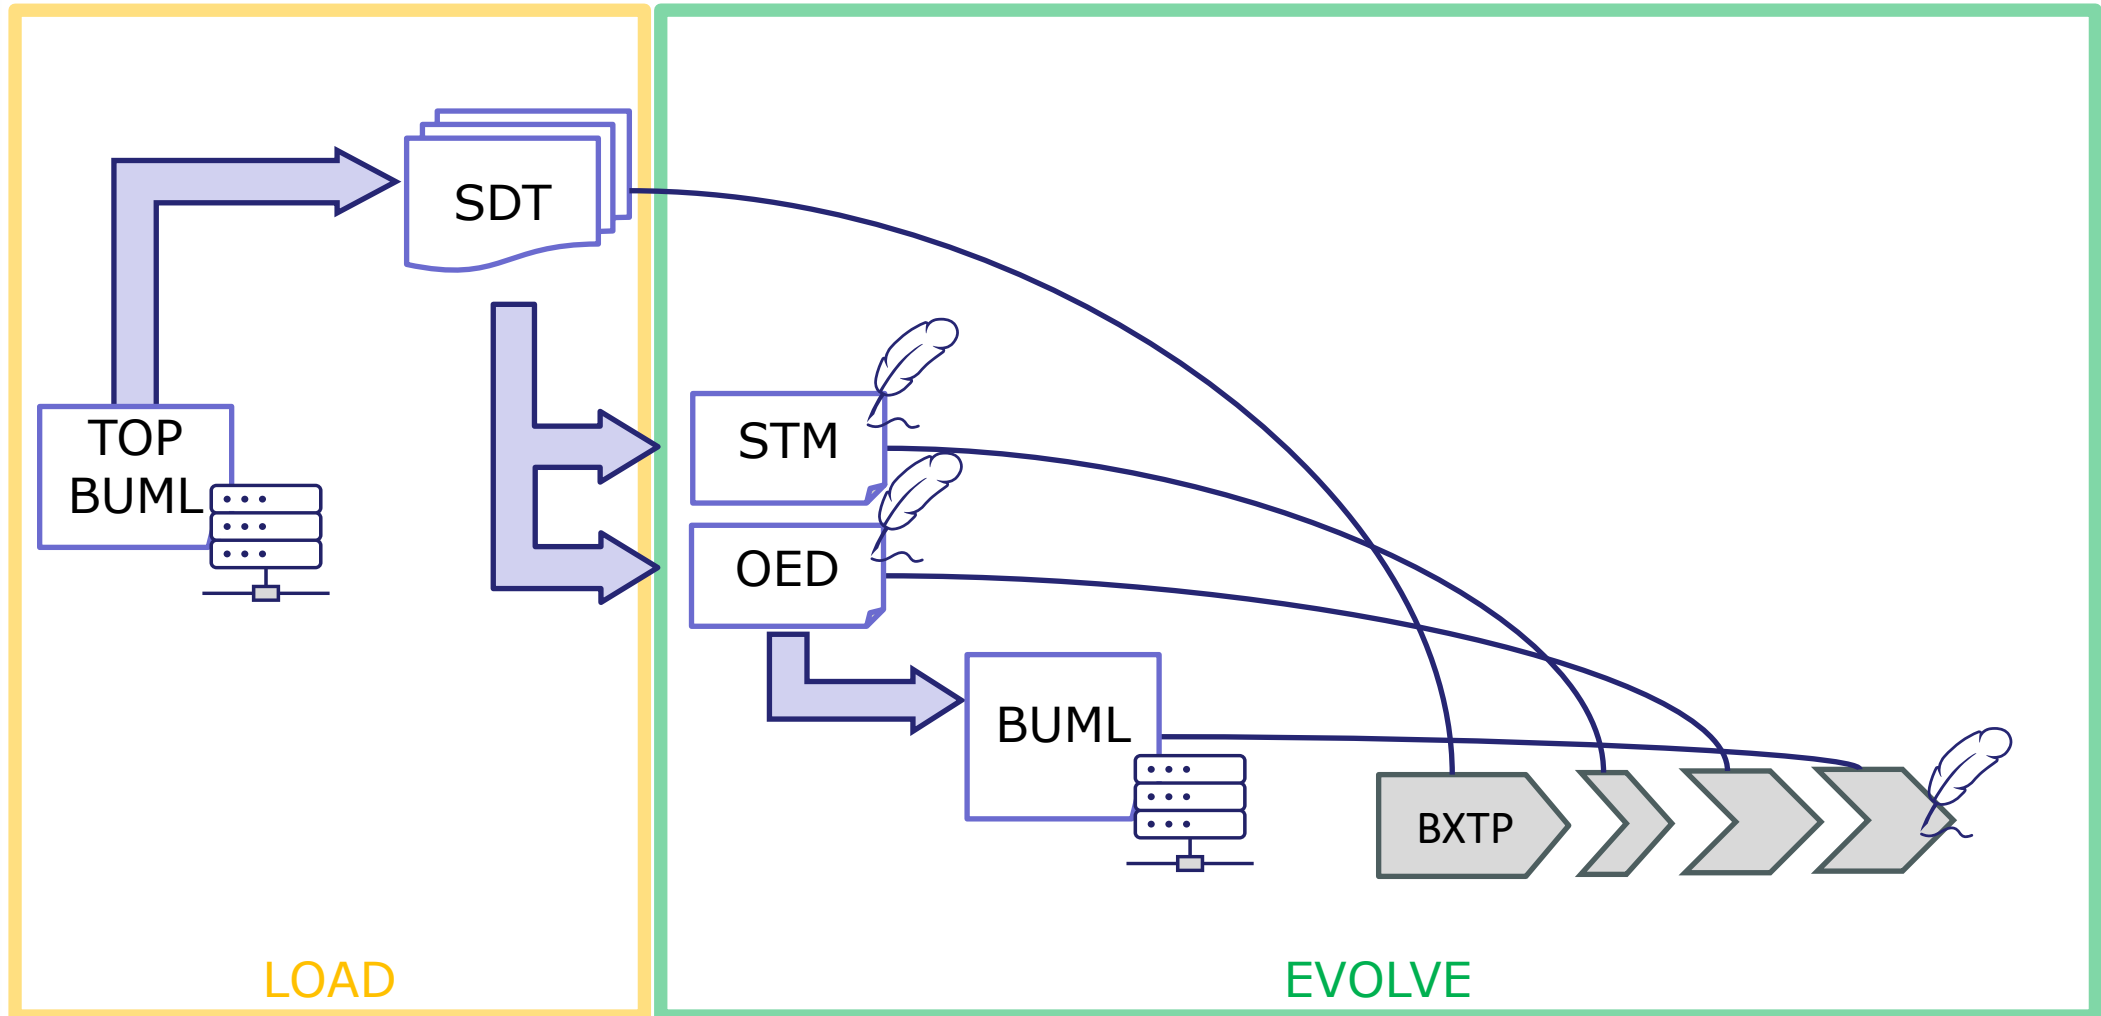 SDT
TOP
BUML
STM
OED
BUML
BXTP
LOAD
EVOLVE